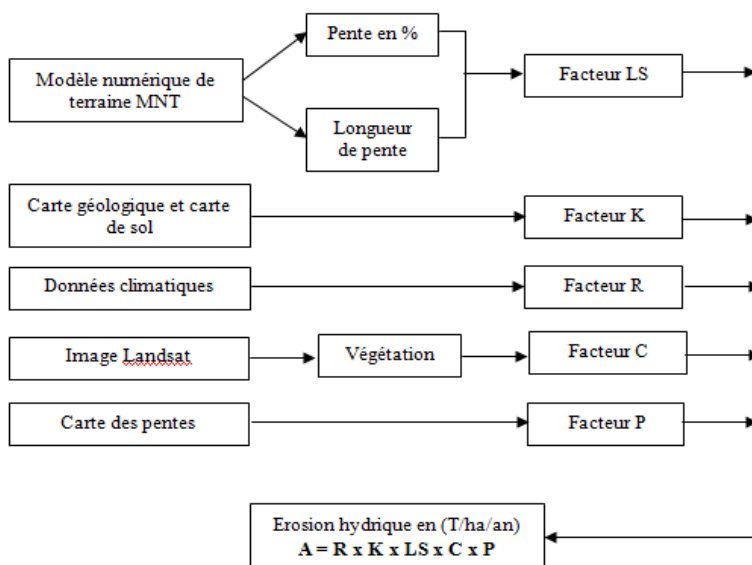 Pente en %
Modèle numérique de
terraine MNT
Facteur LS
Longueur
de pente
Carte géologique et carte
de sol
Facteur K
Données climatiques
Facteur R
Image Landsat
Végétation
Facteur C
Carte des pentes
Facteur P
Erosion hydrique en (T/ha/an)
A = R x K x LS x C x P